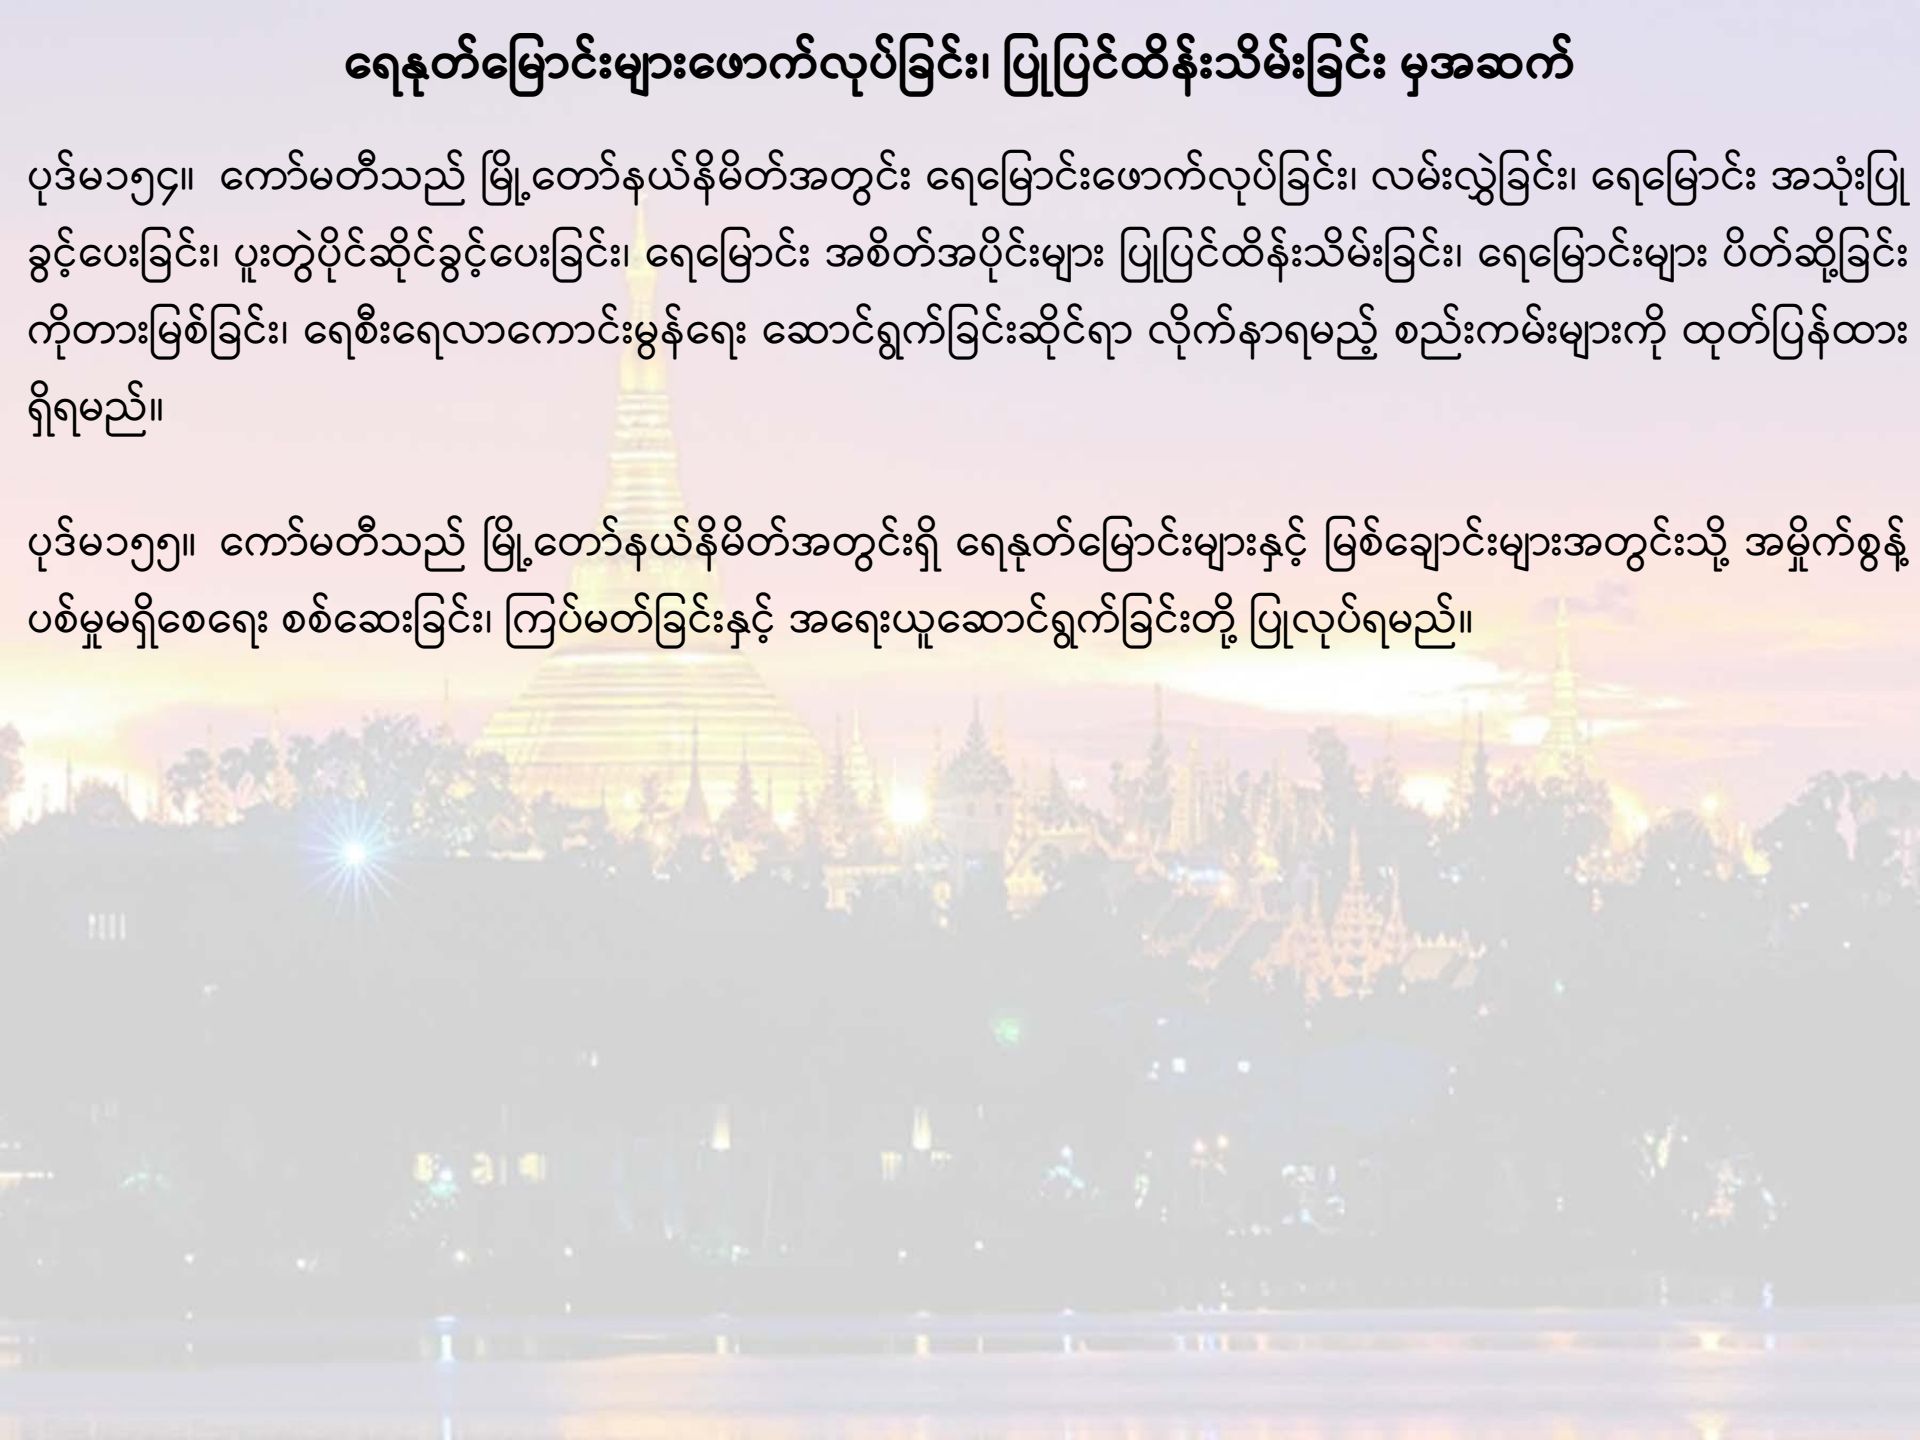 ရေနုတ်မြောင်းများဖောက်လုပ်ခြင်း၊ ပြုပြင်ထိန်းသိမ်းခြင်း မှအဆက်
ပုဒ်မ၁၅၄။ ကော်မတီသည် မြို့တော်နယ်နိမိတ်အတွင်း ရေမြောင်းဖောက်လုပ်ခြင်း၊ လမ်းလွှဲခြင်း၊ ရေမြောင်း အသုံးပြု
ခွင့်ပေးခြင်း၊ ပူးတွဲပိုင်ဆိုင်ခွင့်ပေးခြင်း၊ ရေမြောင်း အစိတ်အပိုင်းများ ပြုပြင်ထိန်းသိမ်းခြင်း၊ ရေမြောင်းများ ပိတ်ဆို့ခြင်း
ကိုတားမြစ်ခြင်း၊ ရေစီးရေလာကောင်းမွန်ရေး ဆောင်ရွက်ခြင်းဆိုင်ရာ လိုက်နာရမည့် စည်းကမ်းများကို ထုတ်ပြန်ထား
ရှိရမည်။
ပုဒ်မ၁၅၅။ ကော်မတီသည် မြို့တော်နယ်နိမိတ်အတွင်းရှိ ရေနုတ်မြောင်းများနှင့် မြစ်ချောင်းများအတွင်းသို့ အမှိုက်စွန့်
ပစ်မှုမရှိစေရေး စစ်ဆေးခြင်း၊ ကြပ်မတ်ခြင်းနှင့် အရေးယူဆောင်ရွက်ခြင်းတို့ ပြုလုပ်ရမည်။